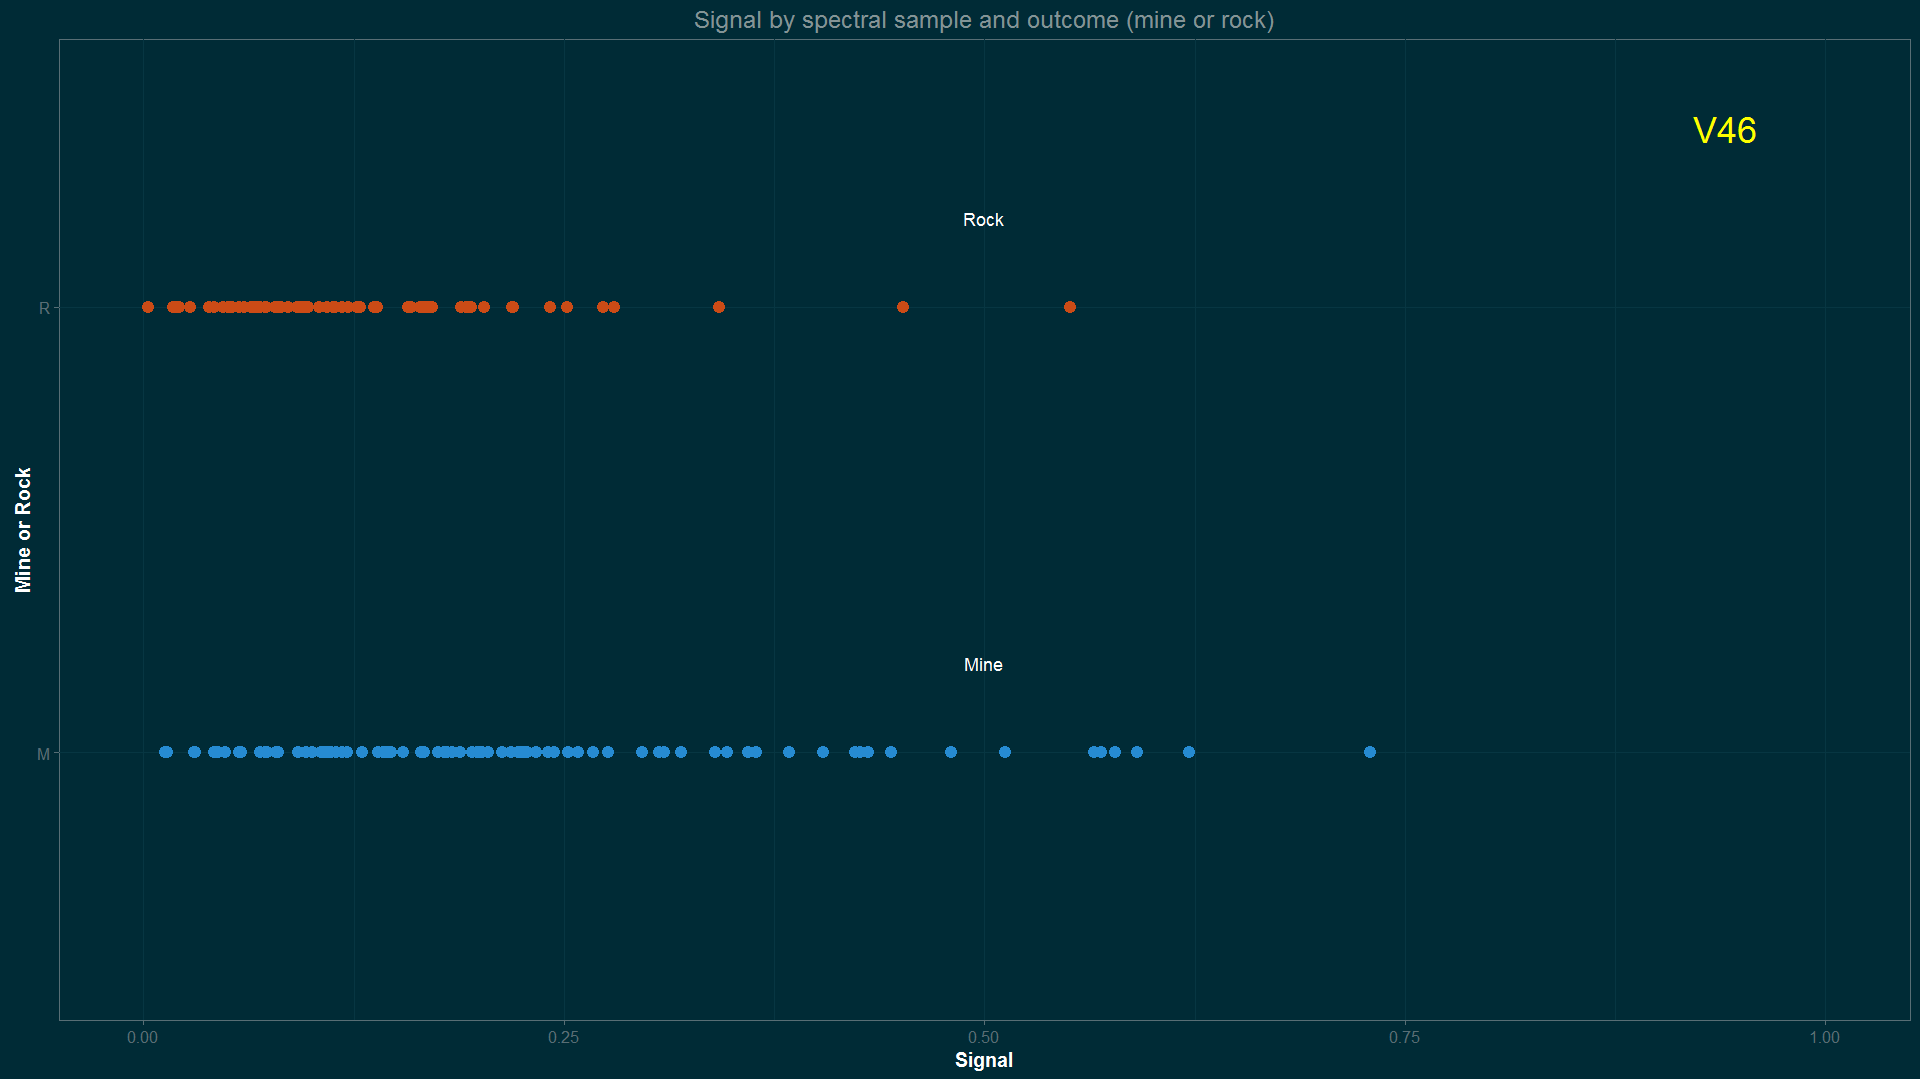 Signal by spectral sample and outcome (mine or rock)
V46
Rock
R
Mine or Rock
Mine
M
0.00 0.25 0.50 0.75 1.00
Signal